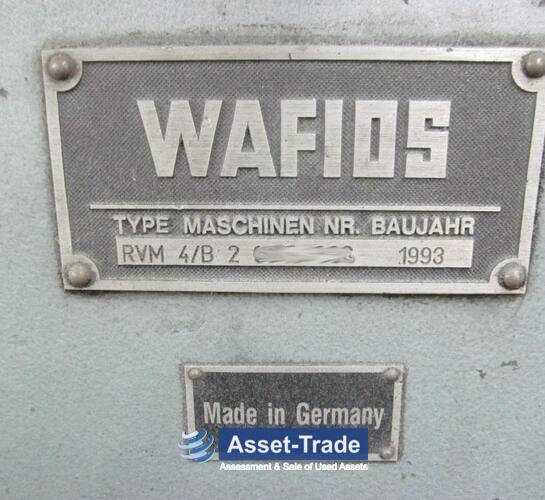 WAFIOS
TYPE MASCHINEN NR. BAUJAHR
RVM 4/B 2 1993
Made in Germany
Asset-Trade
Assessment & Sale of Used Assets